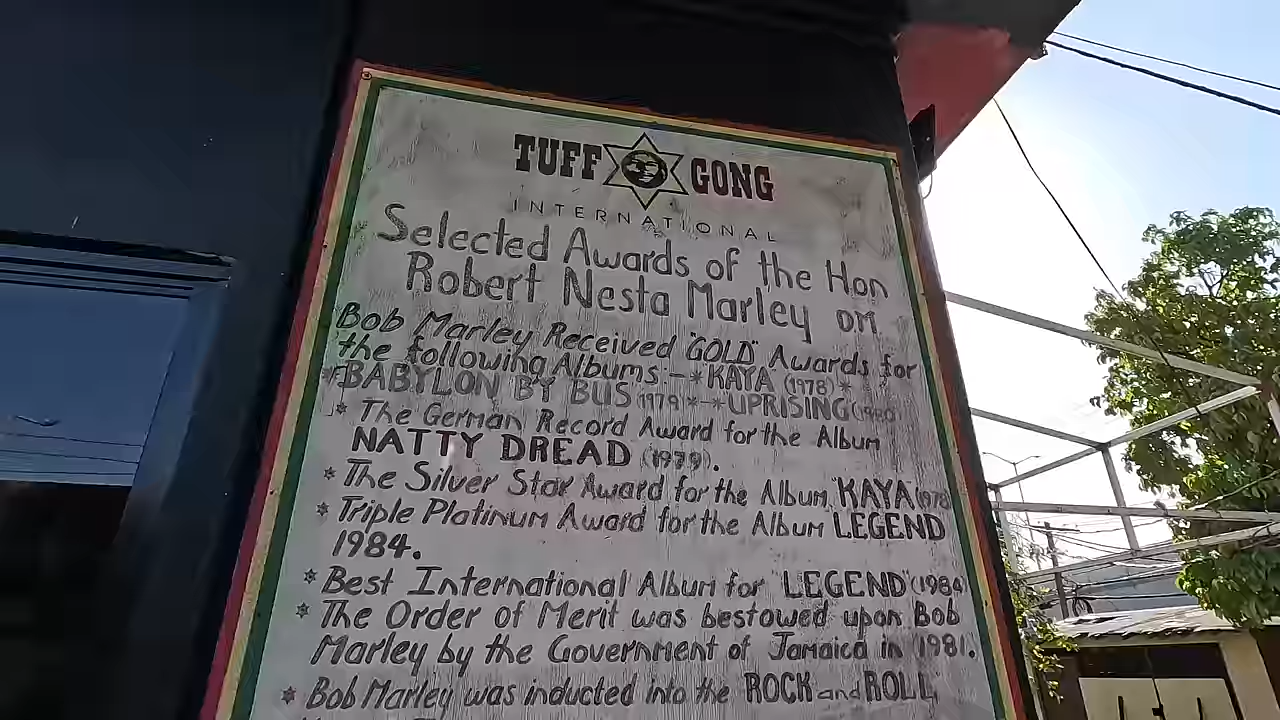 TUFF GONG
INTERNATIONAL
Selected Awards of the Hon
Robert Nesta Marley OM
Bob Marley Received "GOLD" Awards for
the following Albums - * KAYA (1978) *
*BABYLON BY BUS (1979 * - * UPRISING (1980
* The German Record Award for the Album
NATTY DREAD (1979).
* The Silver Star Award for the Album, KAYA (1978
* Triple Platinum Award for the Album LEGEND
1984.
* Best International Album for "LEGEND" (1984
* The Order of Merit was bestowed upon Bob
Marley by the Government of Jamaica in 1981.
* Bob Marley was inducted into the ROCK and ROLL